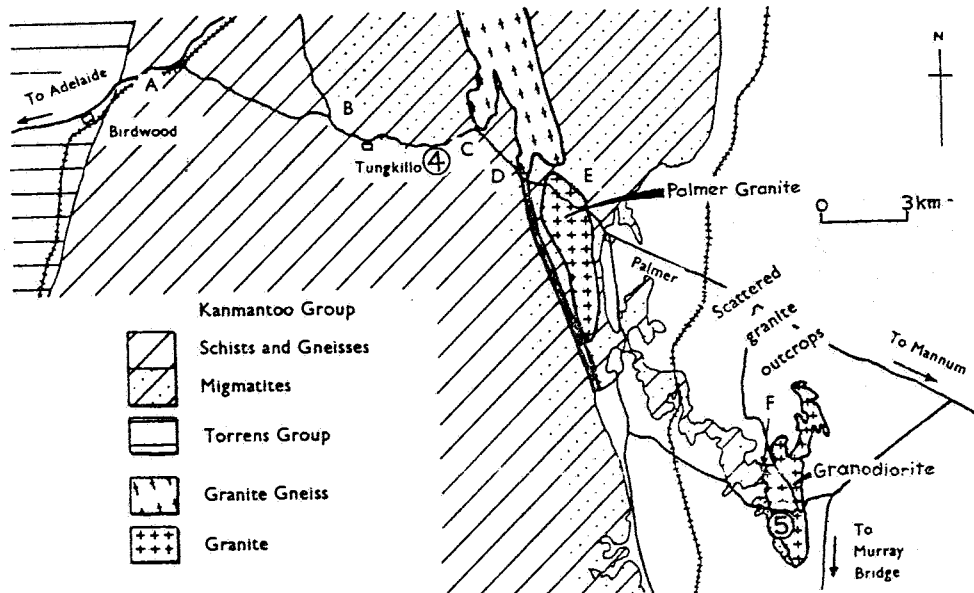 N
To Adelaide
A
Birdwood
B
Tungkillo
4
C
D
E
Palmer Granite
0
3km
Palmer
Scattered
granite
outcrops
To Mannum
F
Granodiorite
5
To
Murray
Bridge
Kanmantoo Group
Schists and Gneisses
Migmatites
Torrens Group
Granite Gneiss
Granite